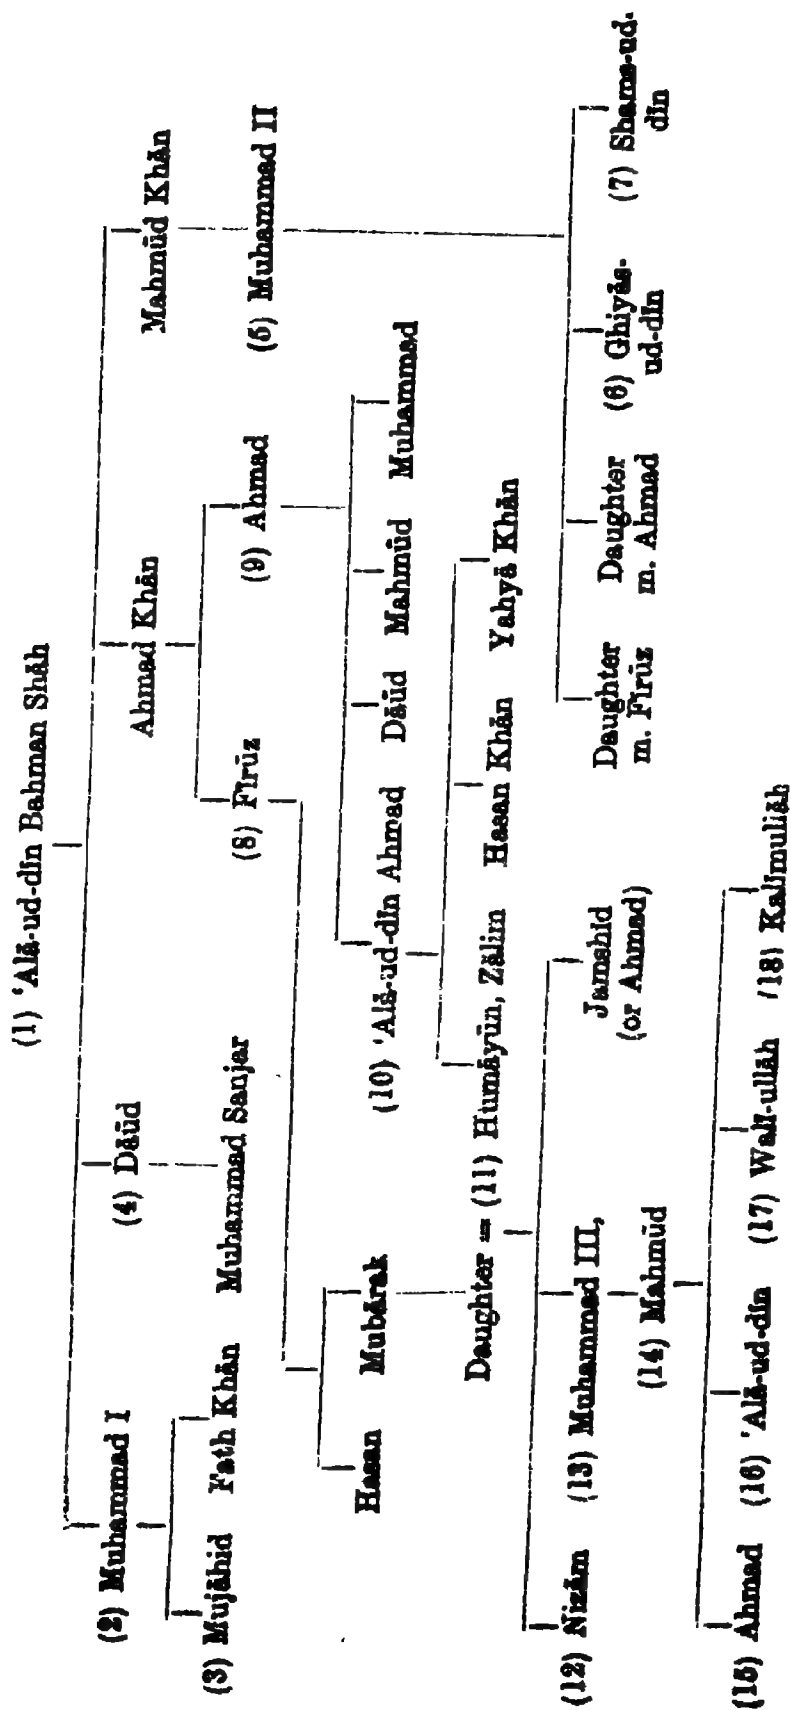 (1) 'Alā-ud-dīn Bahman Shāh
(2) Muhammad I
(4) Dāūd
Ahmad Khān
Mahmūd Khān
(3) Mujāhid
Fath Khān
Muhammad Sanjar
(8) Fīrūz
(9) Ahmad
(5) Muhammad II
Hasan
Mubārak
(10) 'Alā-ud-dīn Ahmad
Dāūd
Mahmūd
Muhammad
Daughter = (11) Humāyūn, Zālim
Hasan Khān
Yahyā Khān
(12) Nizām
(13) Muhammad III,
Jamshid
(or Ahmad)
Daughter
m. Fīrūz
Daughter
m. Ahmad
(6) Ghiyās-
ud-dīn
(7) Shams-ud-
dīn
(14) Mahmūd
(15) Ahmad
(16) 'Alā-ud-dīn
(17) Walī-ullāh
(18) Kalīmullāh